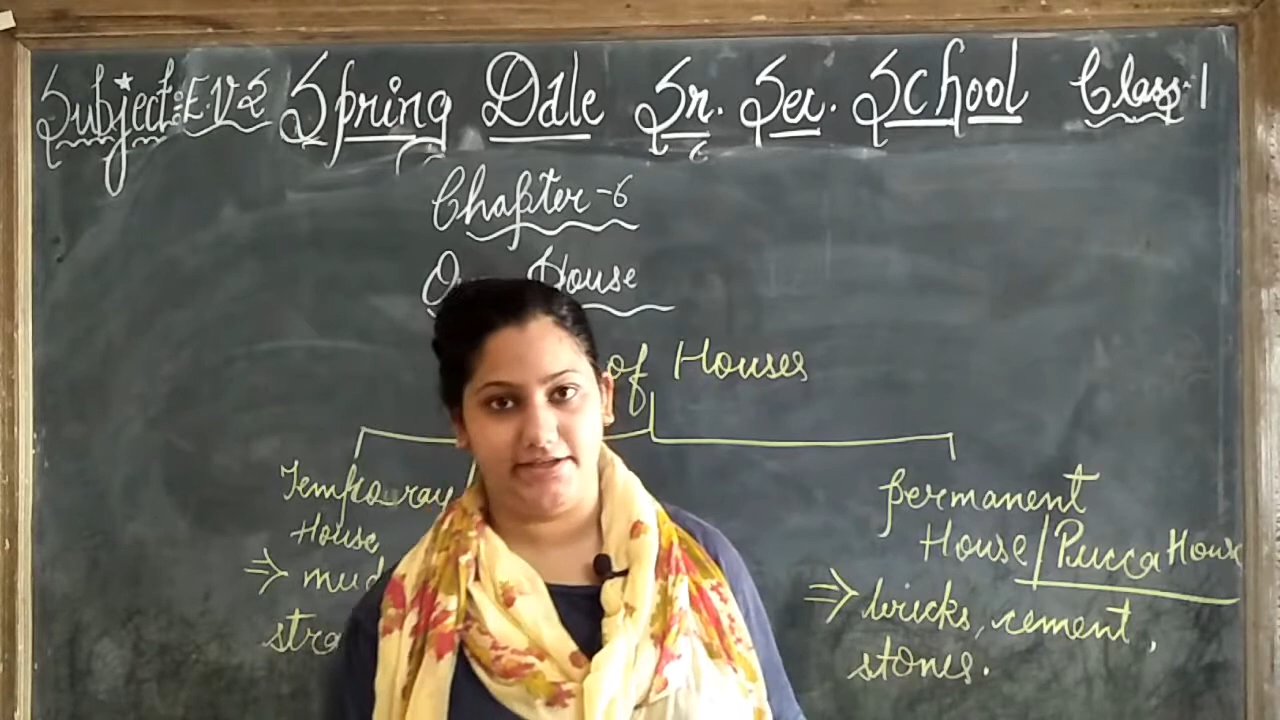 Subject: E.V.S Spring Dale Sr. Sec. School Class-1
Chapter-6
House
of Houses
Temporay
House
⇒ mud
permanent
House/Pucca House
⇒ bricks, cement,
stones.